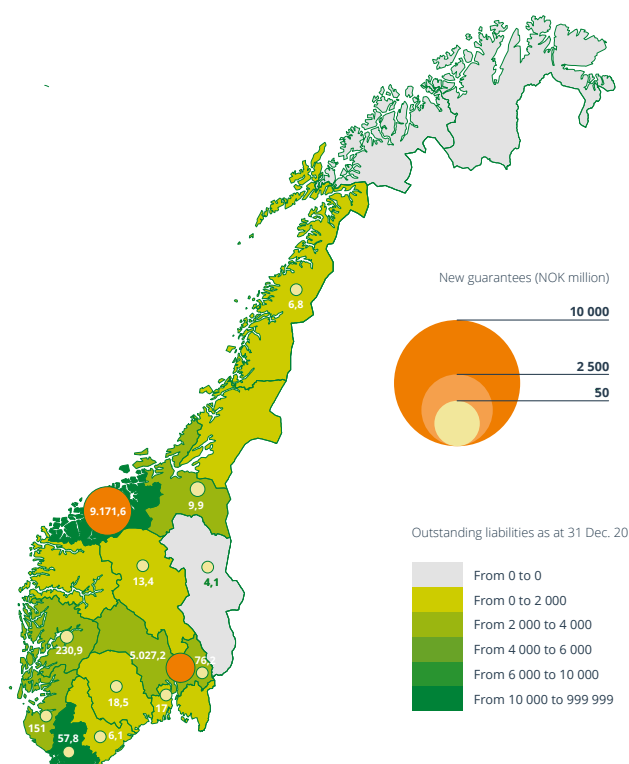 New guarantees (NOK million)
10 000
2 500
50
6,8
9.171,6
9,9
13,4
4,1
Outstanding liabilities as at 31 Dec. 20
From 0 to 0
From 0 to 2 000
From 2 000 to 4 000
From 4 000 to 6 000
From 6 000 to 10 000
From 10 000 to 999 999
230,9
5.027,2
18,5
17
151
57,8
6,1